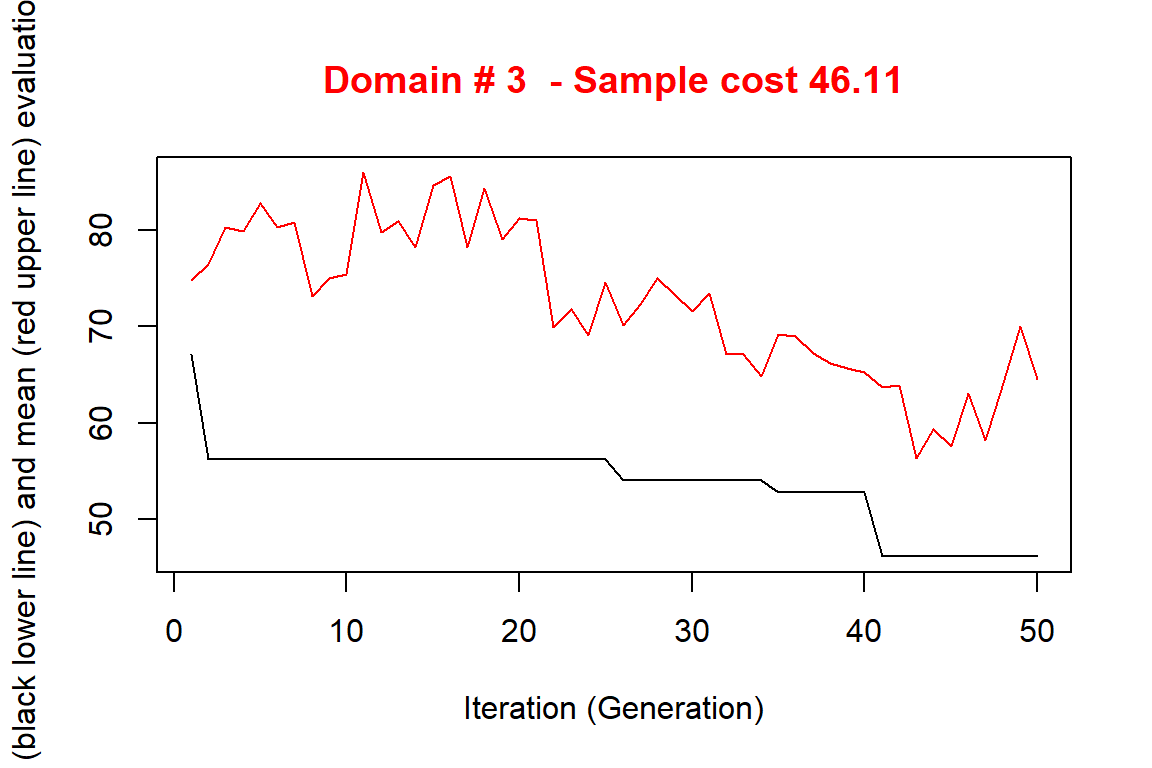 Domain # 3  - Sample cost 46.11
(black lower line) and mean (red upper line) evaluatio
80
70
60
50
0 10 20 30 40 50
Iteration (Generation)